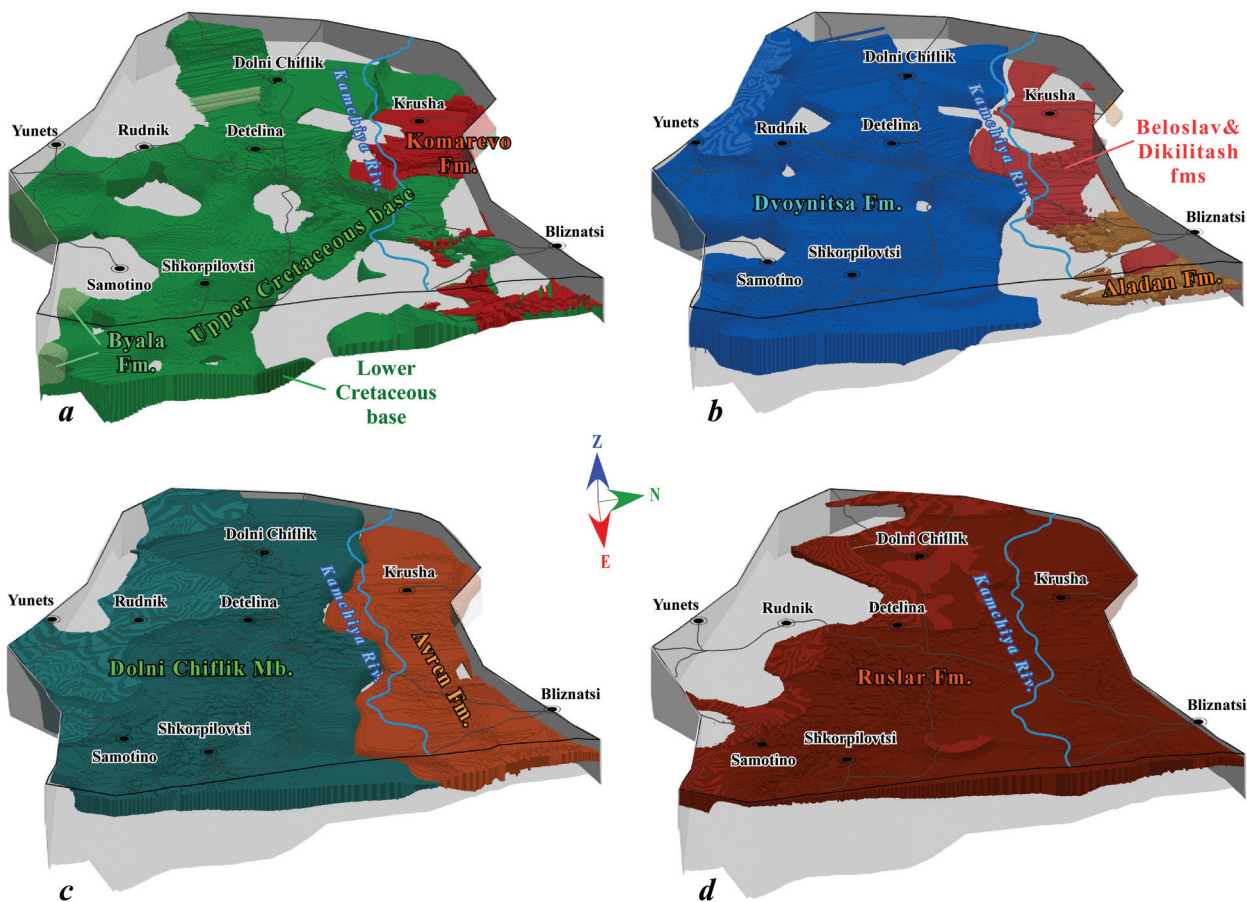 Dolni Chiflik
Kamchiya Riv.
Krusha
Yunets
Rudnik
Detelina
Komarevo
Fm.
Upper Cretaceous base
Bliznatsi
Shkorpilovtsi
Samotino
Byala
Fm.
Lower
Cretaceous
base
a
Dolni Chiflik
Kamchiya Riv.
Krusha
Yunets
Rudnik
Detelina
Beloslav&
Dikilitash
fms
Dvoynitsa Fm.
Bliznatsi
Shkorpilovtsi
Samotino
Aladan Fm.
b
Z
N
E
Dolni Chiflik
Kamchiya Riv.
Krusha
Yunets
Rudnik
Detelina
Dolni Chiflik Mb.
Avren Fm.
Bliznatsi
Shkorpilovtsi
Samotino
c
Dolni Chiflik
Kamchiya Riv.
Krusha
Yunets
Rudnik
Detelina
Ruslar Fm.
Bliznatsi
Shkorpilovtsi
Samotino
d